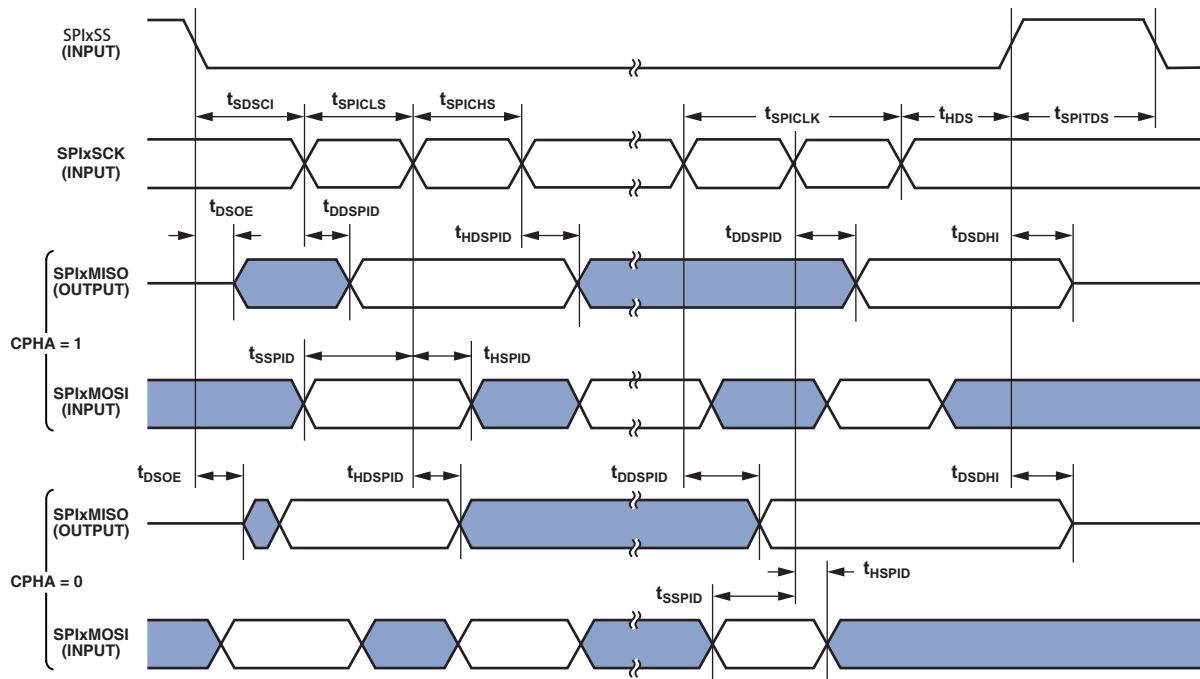 SPIxSS
(INPUT)
tSDSCI tSPICLS tSPICHS tSPICLK tHDS tSPITDS
SPIxSCK
(INPUT)
tDSOE tDDSPID tHDSPID tDDSPID tDSDHI
SPIxMISO
(OUTPUT)
CPHA = 1
tSSPID tHSPID
SPIxMOSI
(INPUT)
tDSOE tHDSPID tDDSPID tDSDHI
SPIxMISO
(OUTPUT)
CPHA = 0
tHSPID
tSSPID
SPIxMOSI
(INPUT)